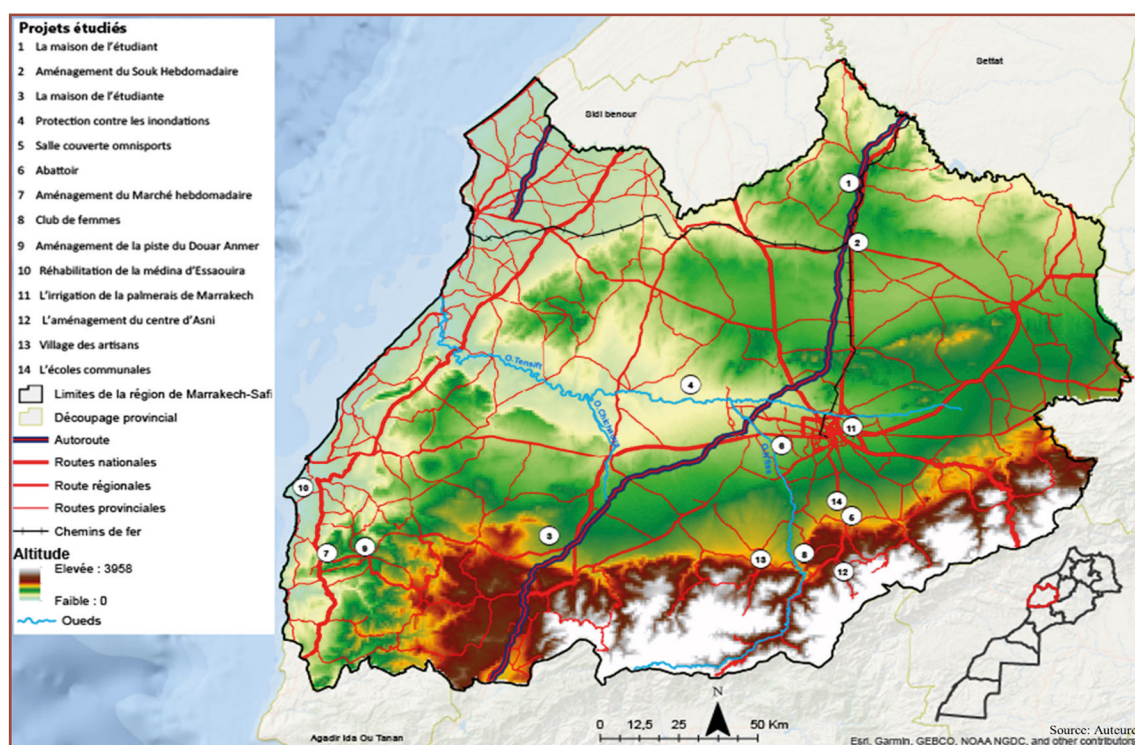 Projets étudiés
1 La maison de l'étudiant
2 Aménagement du Souk Hebdomadaire
3 La maison de l'étudiante
4 Protection contre les inondations
5 Salle couverte omnisports
6 Abattoir
7 Aménagement du Marché hebdomadaire
8 Club de femmes
9 Aménagement de la piste du Douar Anmer
10 Réhabilitation de la médina d'Essaouira
11 L'irrigation de la palmerais de Marrakech
12 L'aménagement du centre d'Asni
13 Village des artisans
14 L'écoles communales
Limites de la région de Marrakech-Safi
Découpage provincial
Autoroute
Routes nationales
Route régionales
Routes provinciales
Chemins de fer
Altitude
Elevée : 3958
Faible : 0
Oueds
Settat
Sidi benour
1
2
O.Tensift
4
11
6
10
14
5
3
7
9
13
8
12
N
0 12,5 25 50 Km
Agadir Ida Ou Tanan
Source: Auteurs
Esri, Garmin, GEBCO, NOAA NGDC, and other contributors